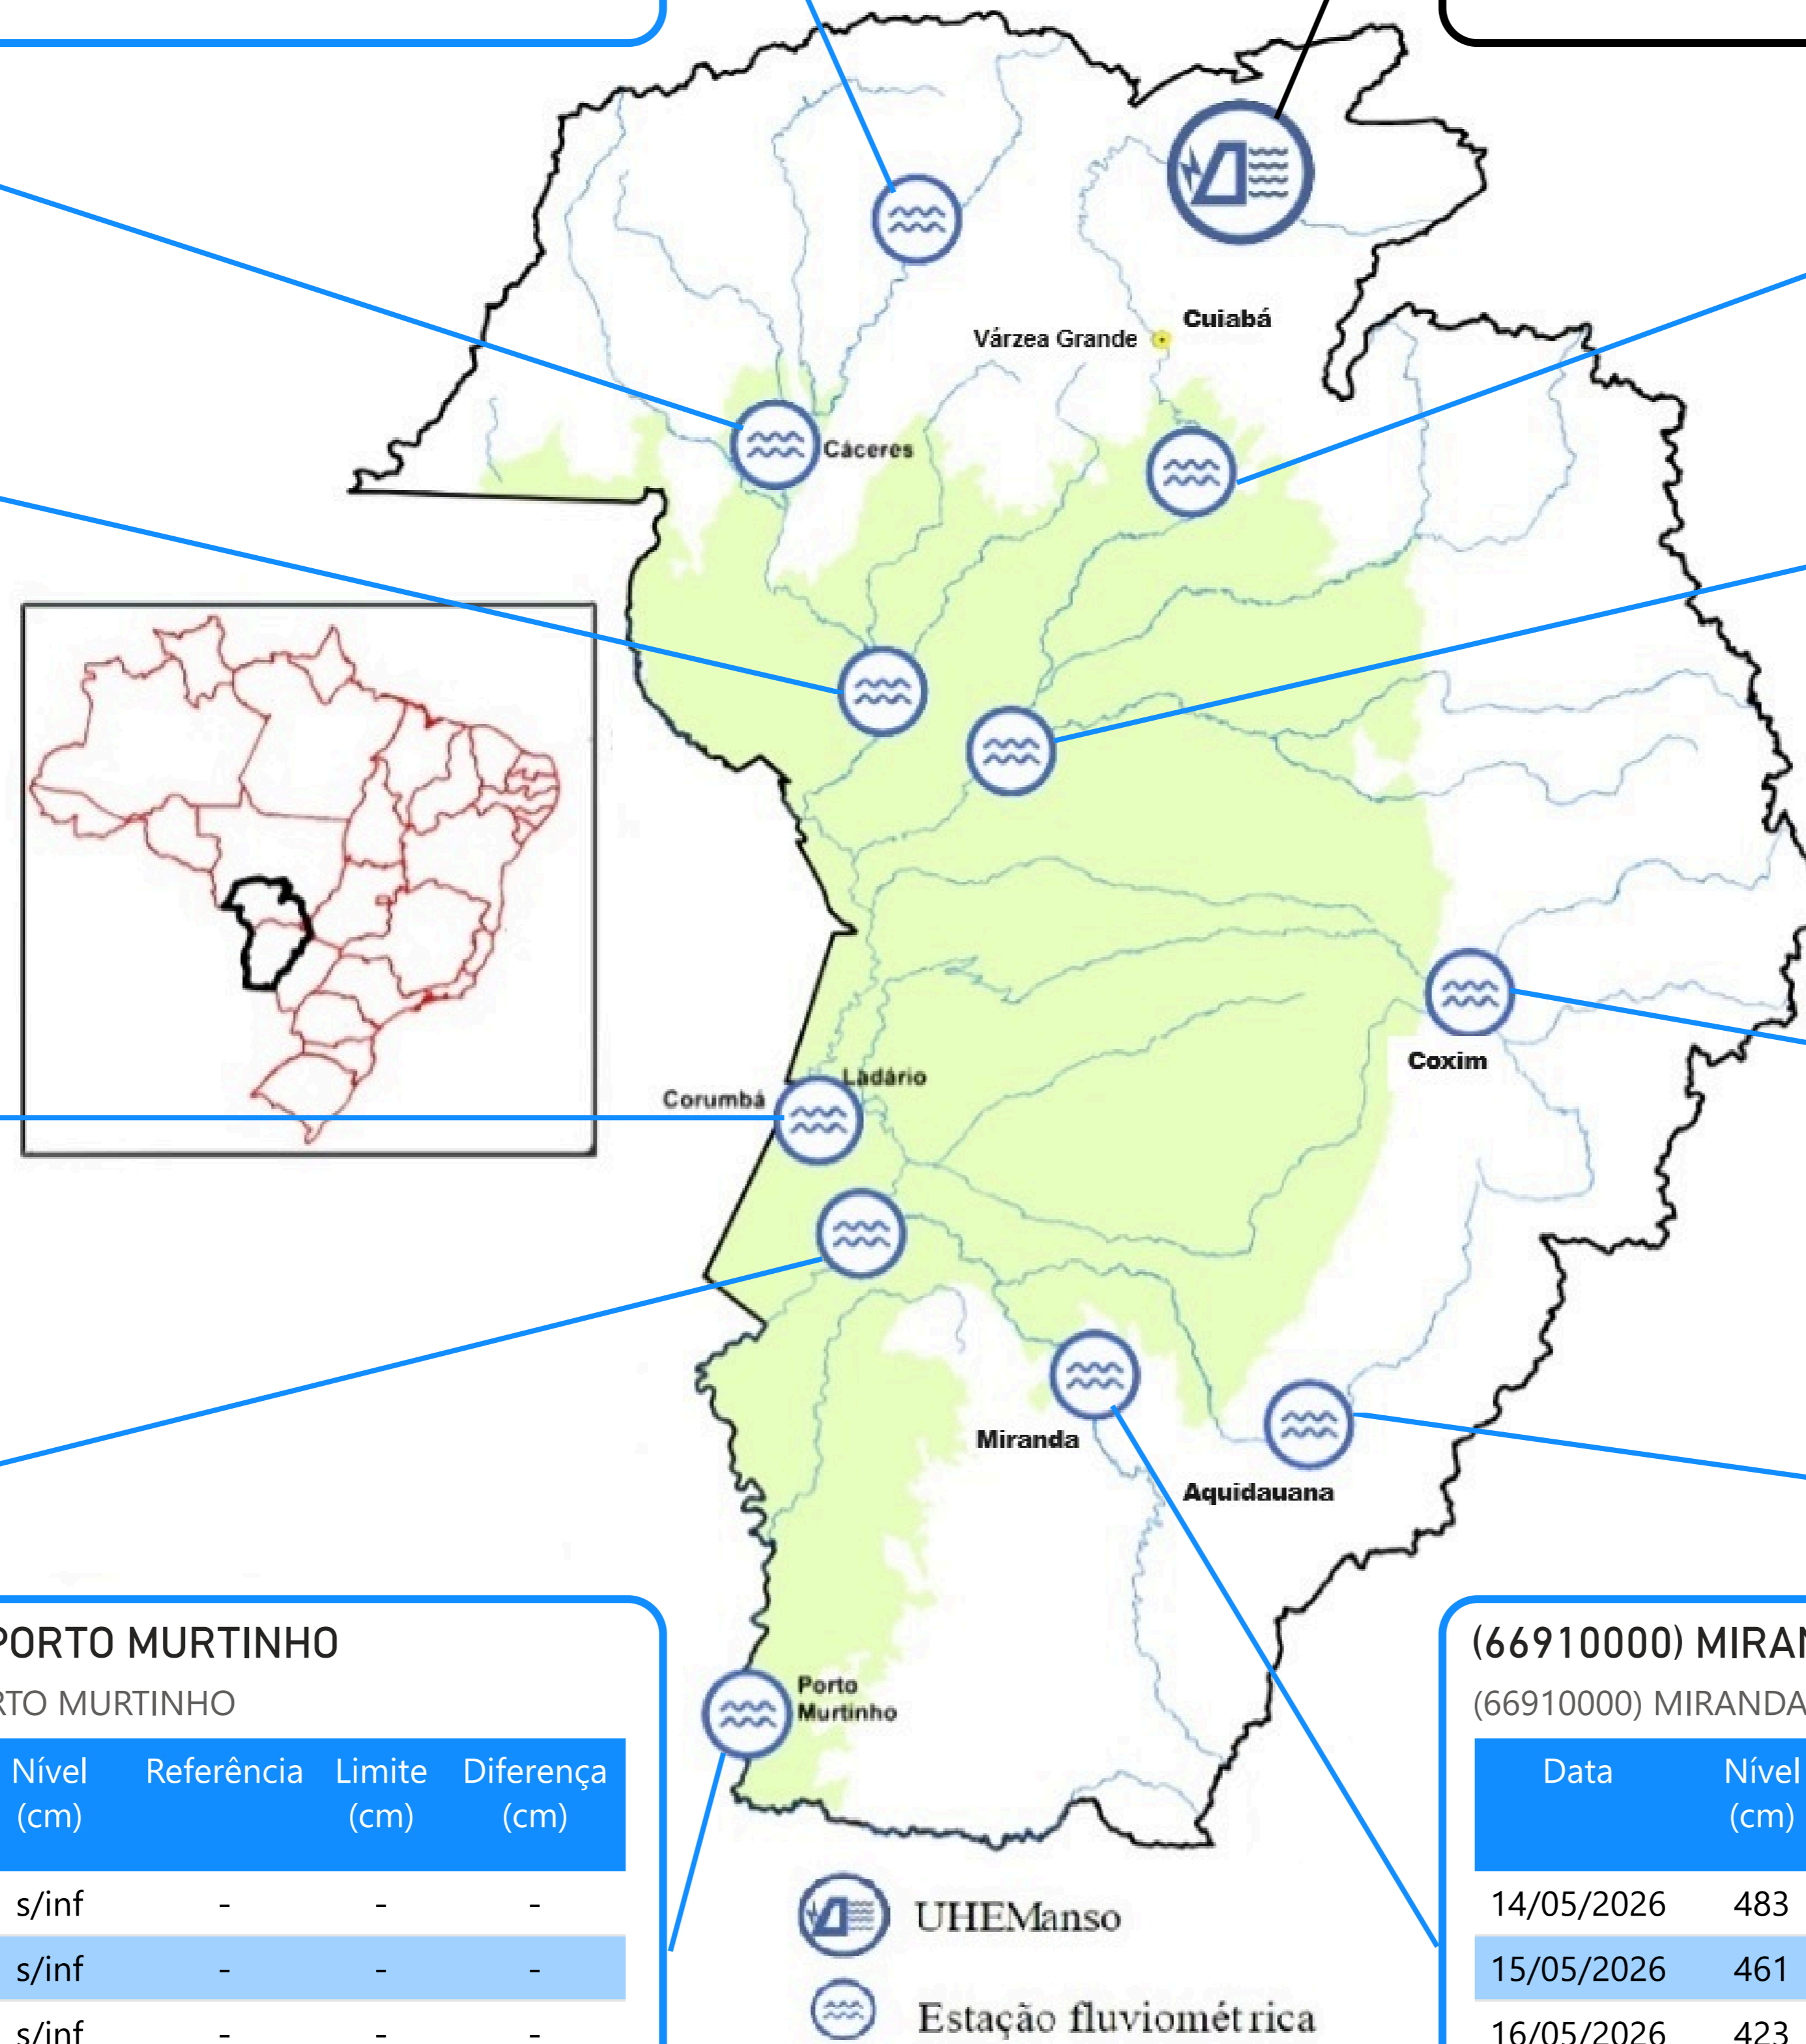 Cuiabá
Várzea Grande
Cáceres
Ladário
Corumbá
Coxim
Miranda
Aquidauana
Porto
Murtinho
PORTO MURTINHO
RTO MURTINHO
Nível Referência Limite Diferença
(cm) (cm) (cm)
s/inf - - -
s/inf - - -
s/inf - - -
UHEManso
Estação fluviométrica
(66910000) MIRAN
(66910000) MIRANDA
Data Nível
(cm)
14/05/2026 483
15/05/2026 461
16/05/2026 423